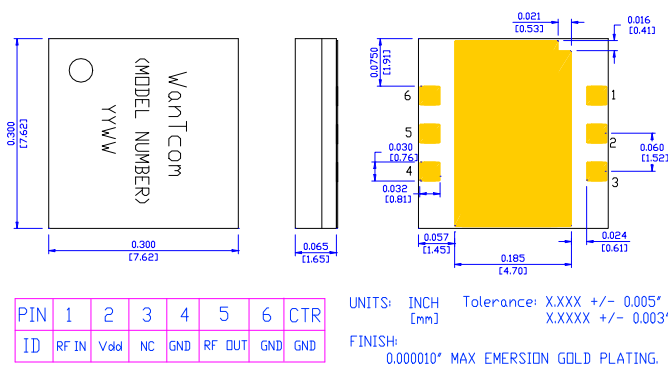 0.300
[7.62]
WanTcom
(MODEL NUMBER)
YYWW
0.300
[7.62]
0.065
[1.65]
0.021
[0.53]
0.016
[0.41]
0.0750
[1.91]
6
5
4
1
2
3
0.030
[0.76]
0.032
[0.81]
0.060
[1.52]
0.057
[1.45]
0.185
[4.70]
0.024
[0.61]
PIN 1 2 3 4 5 6 CTR
ID RF IN Vdd NC GND RF OUT GND GND
UNITS: INCH
[mm]
Tolerance: X.XXX +/- 0.005"
X.XXXX +/- 0.003"
FINISH:
0.000010" MAX EMERSION GOLD PLATING.